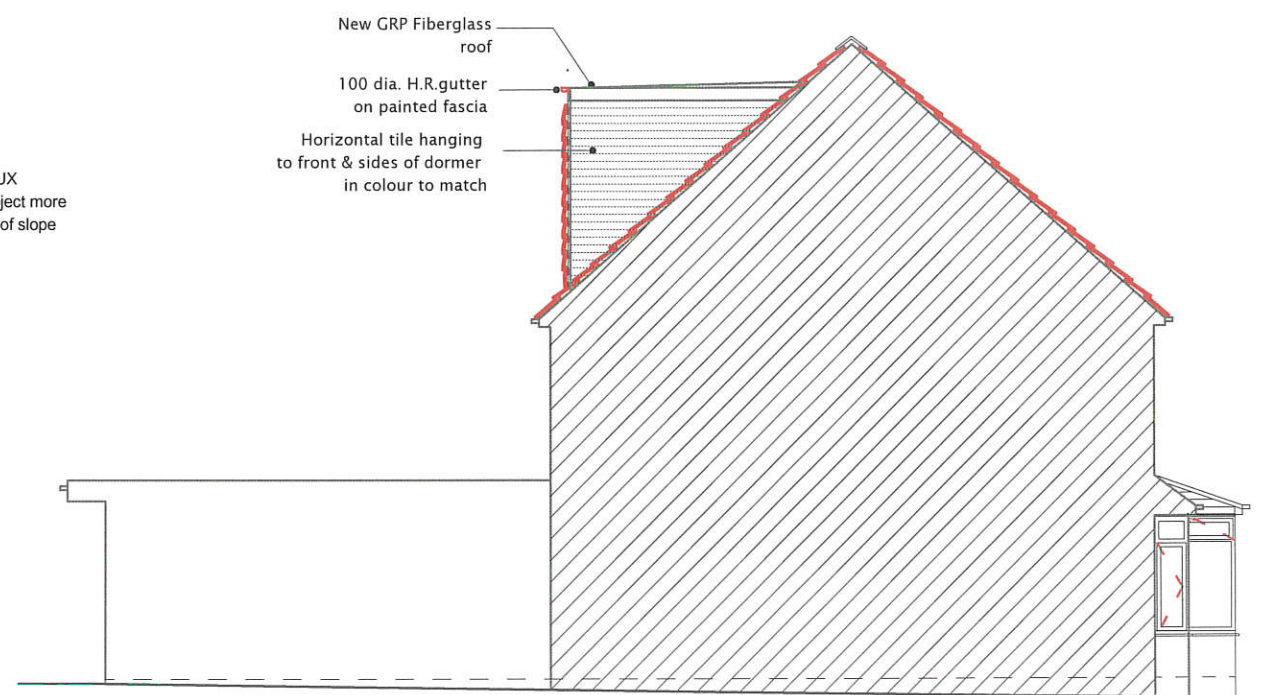 New GRP Fiberglass
roof
100 dia. H.R.gutter
on painted fascia
Horizontal tile hanging
to front & sides of dormer
in colour to match
UX
ject more
of slope